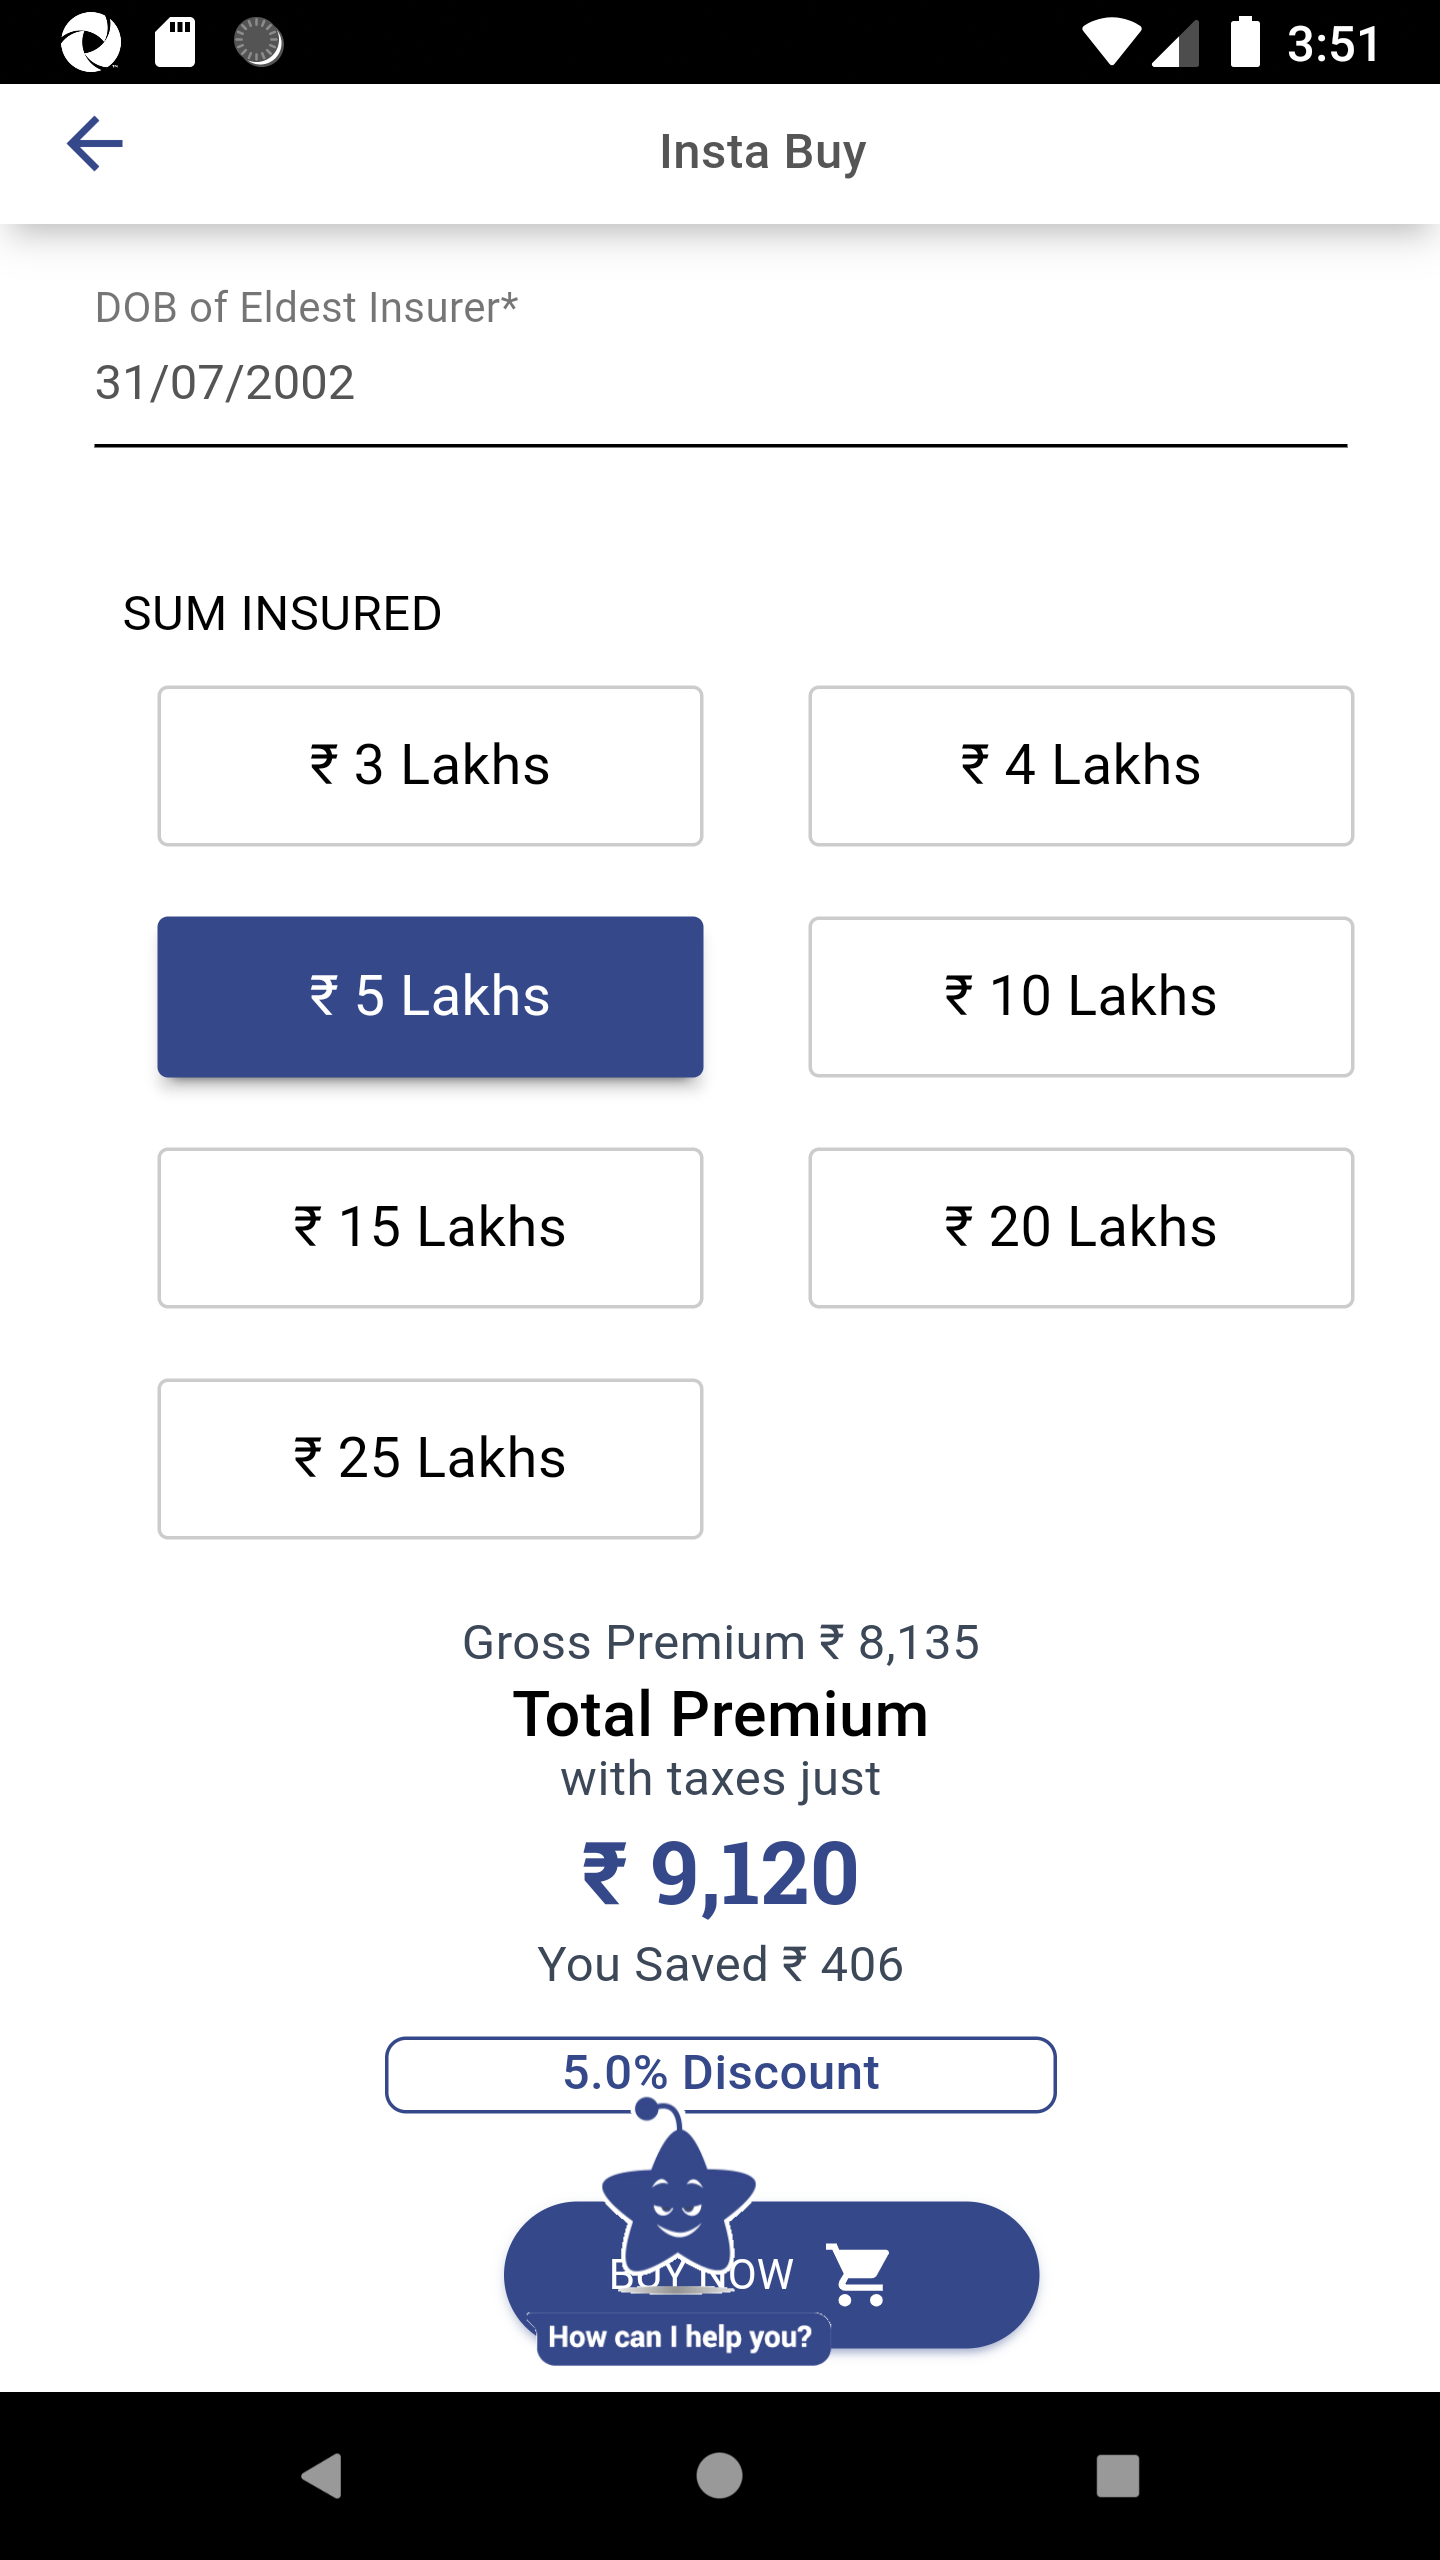 3:51
Insta Buy
DOB of Eldest Insurer*
31/07/2002
SUM INSURED
₹ 3 Lakhs
₹ 4 Lakhs
₹ 5 Lakhs
₹ 10 Lakhs
₹ 15 Lakhs
₹ 20 Lakhs
₹ 25 Lakhs
Gross Premium ₹ 8,135
Total Premium
with taxes just
₹ 9,120
You Saved ₹ 406
5.0% Discount
BUY NOW
How can I help you?